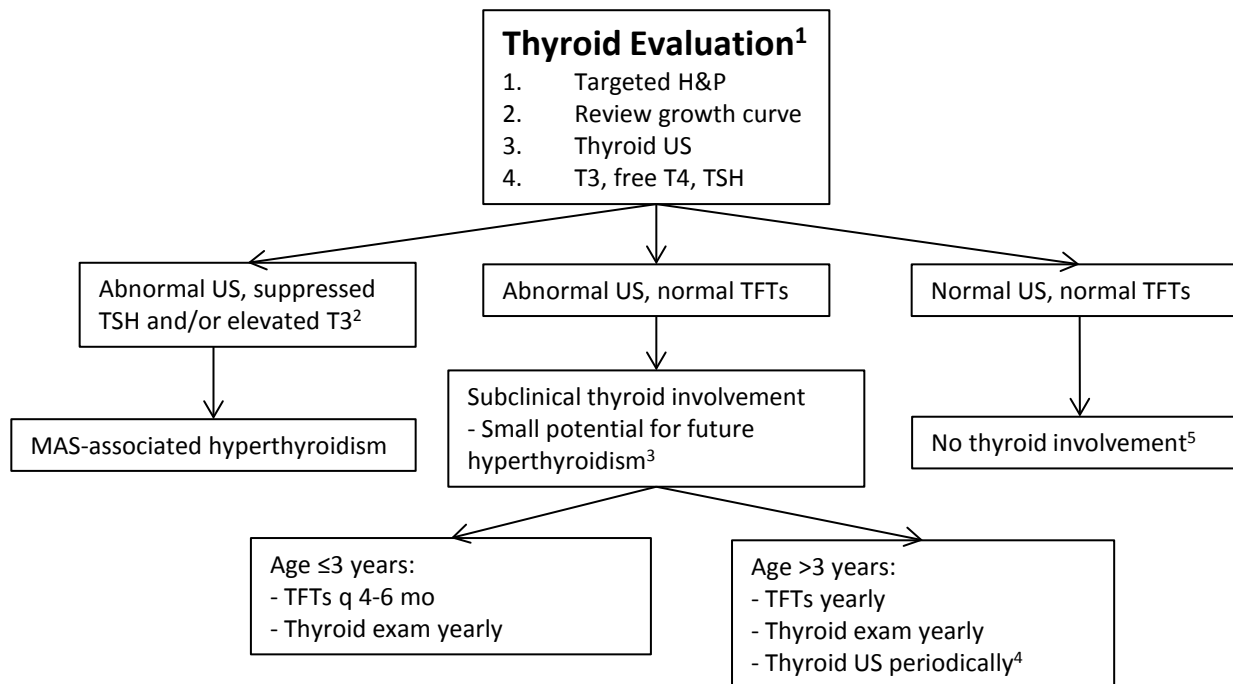 Thyroid Evaluation¹
1. Targeted H&P
2. Review growth curve
3. Thyroid US
4. T3, free T4, TSH
Abnormal US, suppressed
TSH and/or elevated T3²
Abnormal US, normal TFTs
Normal US, normal TFTs
MAS-associated hyperthyroidism
Subclinical thyroid involvement
- Small potential for future
hyperthyroidism³
No thyroid involvement⁵
Age ≤3 years:
- TFTs q 4-6 mo
- Thyroid exam yearly
Age >3 years:
- TFTs yearly
- Thyroid exam yearly
- Thyroid US periodically⁴